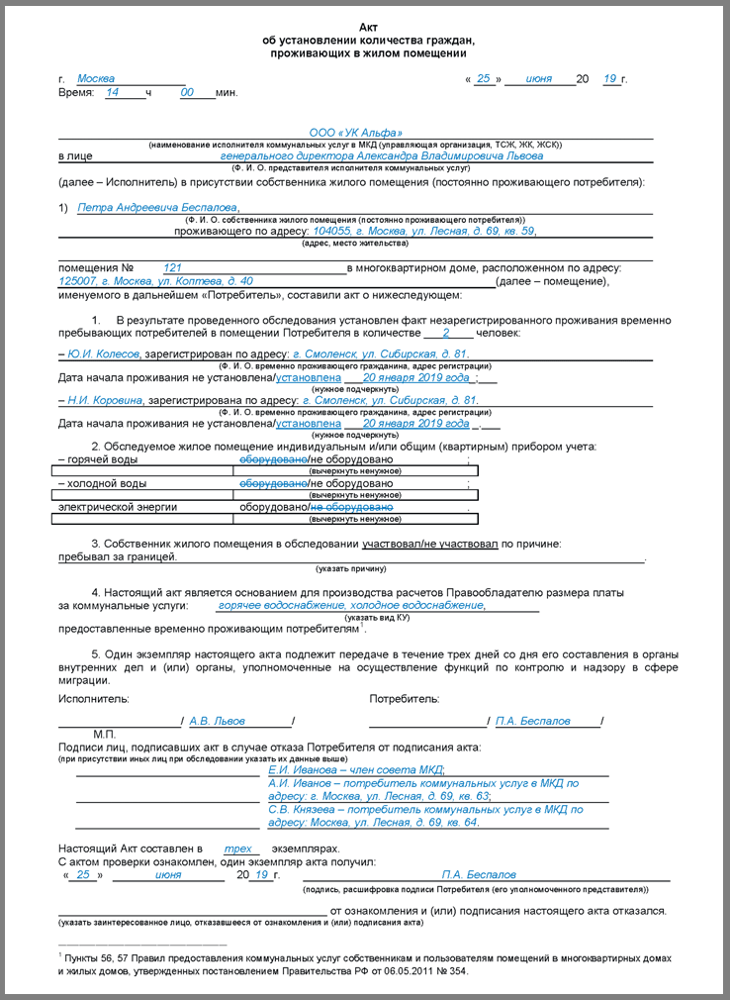 Акт
об установлении количества граждан,
проживающих в жилом помещении
г. Москва « 25 » июня 20 19 г.
Время: 14 ч 00 мин.
ООО «УК Альфа»
(наименование исполнителя коммунальных услуг в МКД (управляющая организация, ТСЖ, ЖК, ЖСК))
в лице генерального директора Александра Владимировича Львова
(Ф. И. О. представителя исполнителя коммунальных услуг)
(далее – Исполнитель) в присутствии собственника жилого помещения (постоянно проживающего потребителя):
1) Петра Андреевича Беспалова,
(Ф. И. О. собственника жилого помещения (постоянно проживающего потребителя))
проживающего по адресу: 104055, г. Москва, ул. Лесная, д. 69, кв. 59,
(адрес, место жительства)
помещения № 121 в многоквартирном доме, расположенном по адресу:
125007, г. Москва, ул. Коптева, д. 40 (далее – помещение),
именуемого в дальнейшем «Потребитель», составили акт о нижеследующем:
1. В результате проведенного обследования установлен факт незарегистрированного проживания временно
пребывающих потребителей в помещении Потребителя в количестве 2 человек:
– Ю.И. Колесов, зарегистрирован по адресу: г. Смоленск, ул. Сибирская, д. 81.
(Ф. И. О. временно проживающего гражданина, адрес регистрации)
Дата начала проживания не установлена/установлена 20 января 2019 года ;
(нужное подчеркнуть)
– Н.И. Коровина, зарегистрирована по адресу: г. Смоленск, ул. Сибирская, д. 81.
(Ф. И. О. временно проживающего гражданина, адрес регистрации)
Дата начала проживания не установлена/установлена 20 января 2019 года .
(нужное подчеркнуть)
2. Обследуемое жилое помещение индивидуальным и/или общим (квартирным) прибором учета:
– горячей воды оборудовано/не оборудовано ;
(вычеркнуть ненужное)
– холодной воды оборудовано/не оборудовано ;
(вычеркнуть ненужное)
электрической энергии оборудовано/не оборудовано .
(вычеркнуть ненужное)
3. Собственник жилого помещения в обследовании участвовал/не участвовал по причине:
пребывал за границей. .
(указать причину)
4. Настоящий акт является основанием для производства расчетов Правообладателю размера платы
за коммунальные услуги: горячее водоснабжение, холодное водоснабжение,
(указать вид КУ)
предоставленные временно проживающим потребителям1.
5. Один экземпляр настоящего акта подлежит передаче в течение трех дней со дня его составления в органы
внутренних дел и (или) органы, уполномоченные на осуществление функций по контролю и надзору в сфере
миграции.
Исполнитель: Потребитель:
/ А.В. Львов / / П.А. Беспалов /
М.П.
Подписи лиц, подписавших акт в случае отказа Потребителя от подписания акта:
(при присутствии иных лиц при обследовании указать их данные выше)
Е.И. Иванова – член совета МКД;
А.И. Иванов – потребитель коммунальных услуг в МКД по
адресу: г. Москва, ул. Лесная, д. 69, кв. 63;
С.В. Князева – потребитель коммунальных услуг в МКД по
адресу: Москва, ул. Лесная, д. 69, кв. 64.
Настоящий Акт составлен в трех экземплярах.
С актом проверки ознакомлен, один экземпляр акта получил:
« 25 » июня 20 19 г. П.А. Беспалов
(подпись, расшифровка подписи Потребителя (его уполномоченного представителя))
от ознакомления и (или) подписания настоящего акта отказался.
(указать заинтересованное лицо, отказавшееся от ознакомления и (или) подписания акта)
1 Пункты 56, 57 Правил предоставления коммунальных услуг собственникам и пользователям помещений в многоквартирных домах
и жилых домов, утвержденных постановлением Правительства РФ от 06.05.2011 № 354.